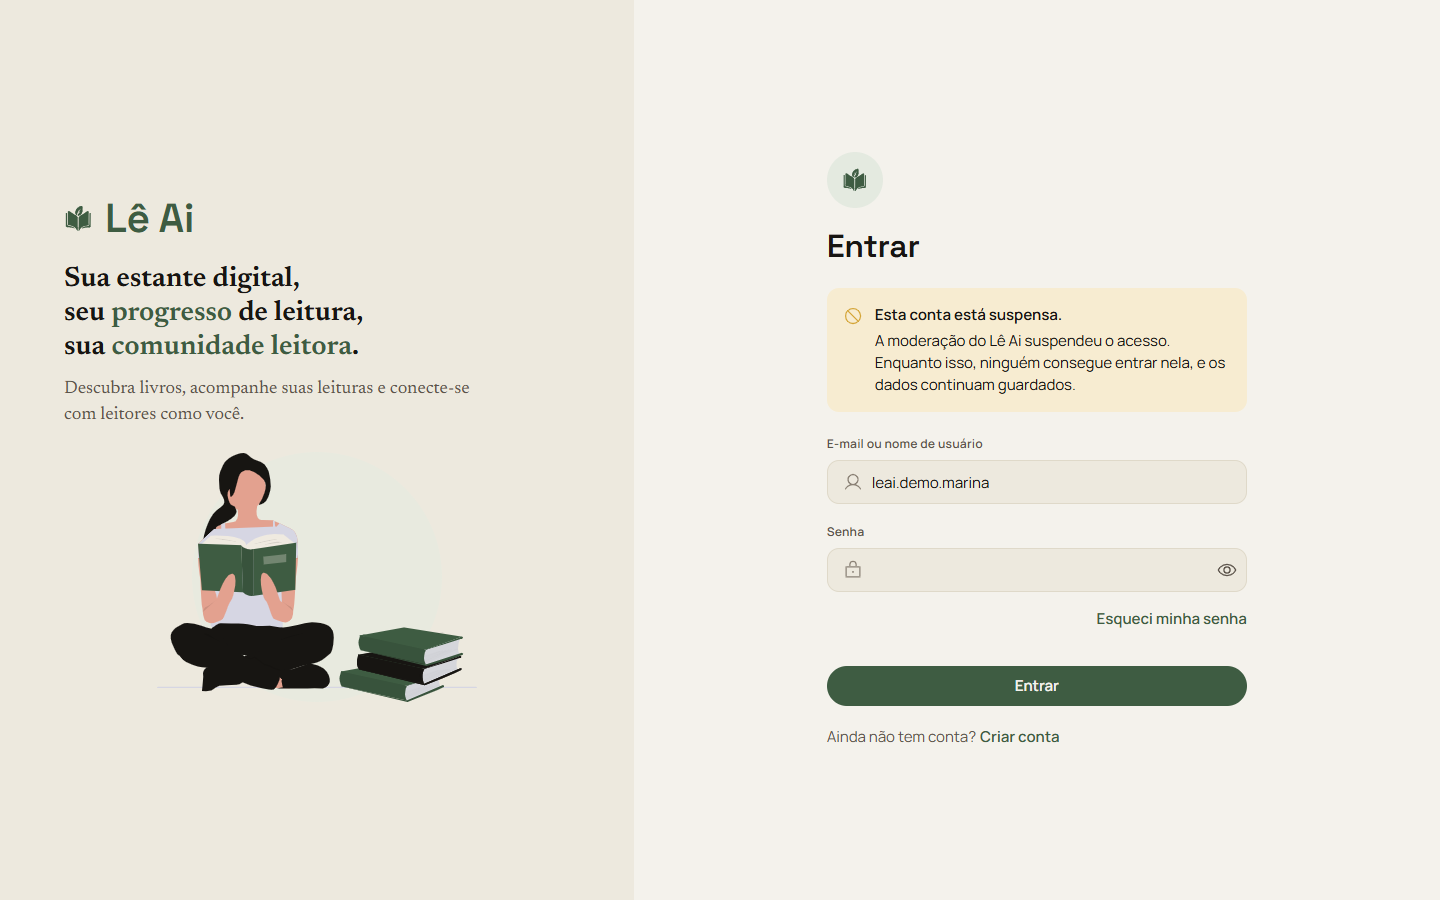 Lê Ai
Sua estante digital,
seu progresso de leitura,
sua comunidade leitora.
Descubra livros, acompanhe suas leituras e conecte-se
com leitores como você.
Entrar
Esta conta está suspensa.
A moderação do Lê Ai suspendeu o acesso.
Enquanto isso, ninguém consegue entrar nela, e os
dados continuam guardados.
E-mail ou nome de usuário
leai.demo.marina
Senha
Esqueci minha senha
Entrar
Ainda não tem conta? Criar conta